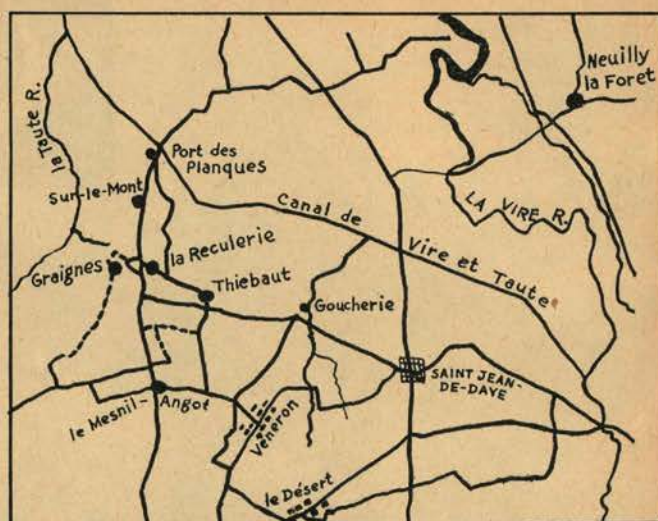 Neuilly
la Foret
la Taute R.
Port des
Planques
Sur-le-Mont
Canal de
Vire et Taute
LA VIRE R.
la Reculerie
Graignes
Thiebaut
Goucherie
SAINT JEAN-
DE-DAYE
le Mesnil-Angot
Véneron
le Désert